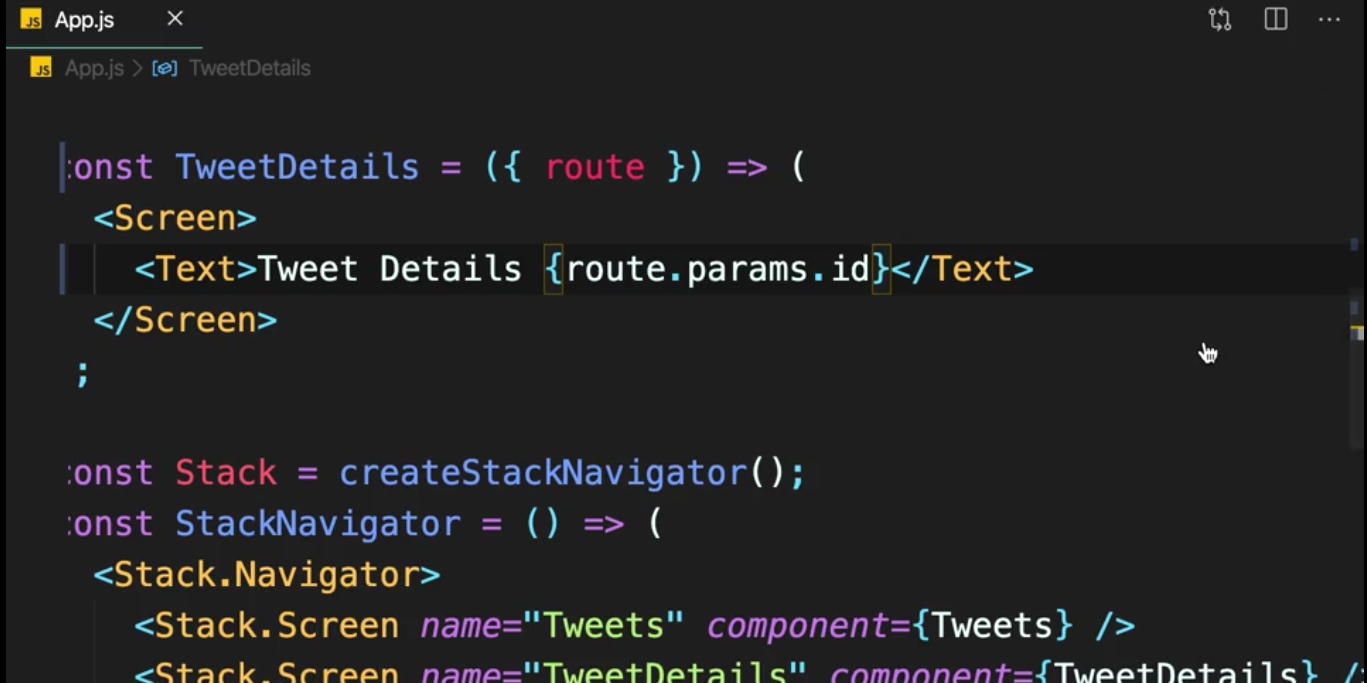 JS App.js
JS App.js > TweetDetails
onst TweetDetails = ({ route }) => (
<Screen>
<Text>Tweet Details {route.params.id}</Text>
</Screen>
;
onst Stack = createStackNavigator();
onst StackNavigator = () => (
<Stack.Navigator>
<Stack.Screen name="Tweets" component={Tweets} />
<Stack.Screen name="TweetDetails" component={TweetDetails} /